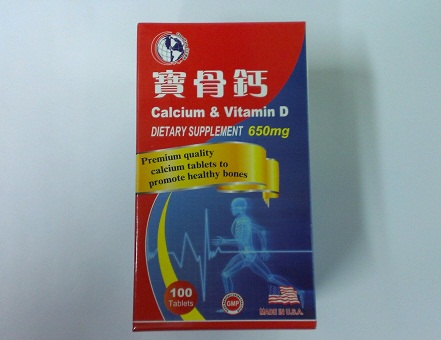 寶骨鈣
Calcium & Vitamin D
DIETARY SUPPLEMENT 650mg
Premium quality
calcium tablets to
promote healthy bones
100
Tablets
GMP
MADE IN U.S.A.